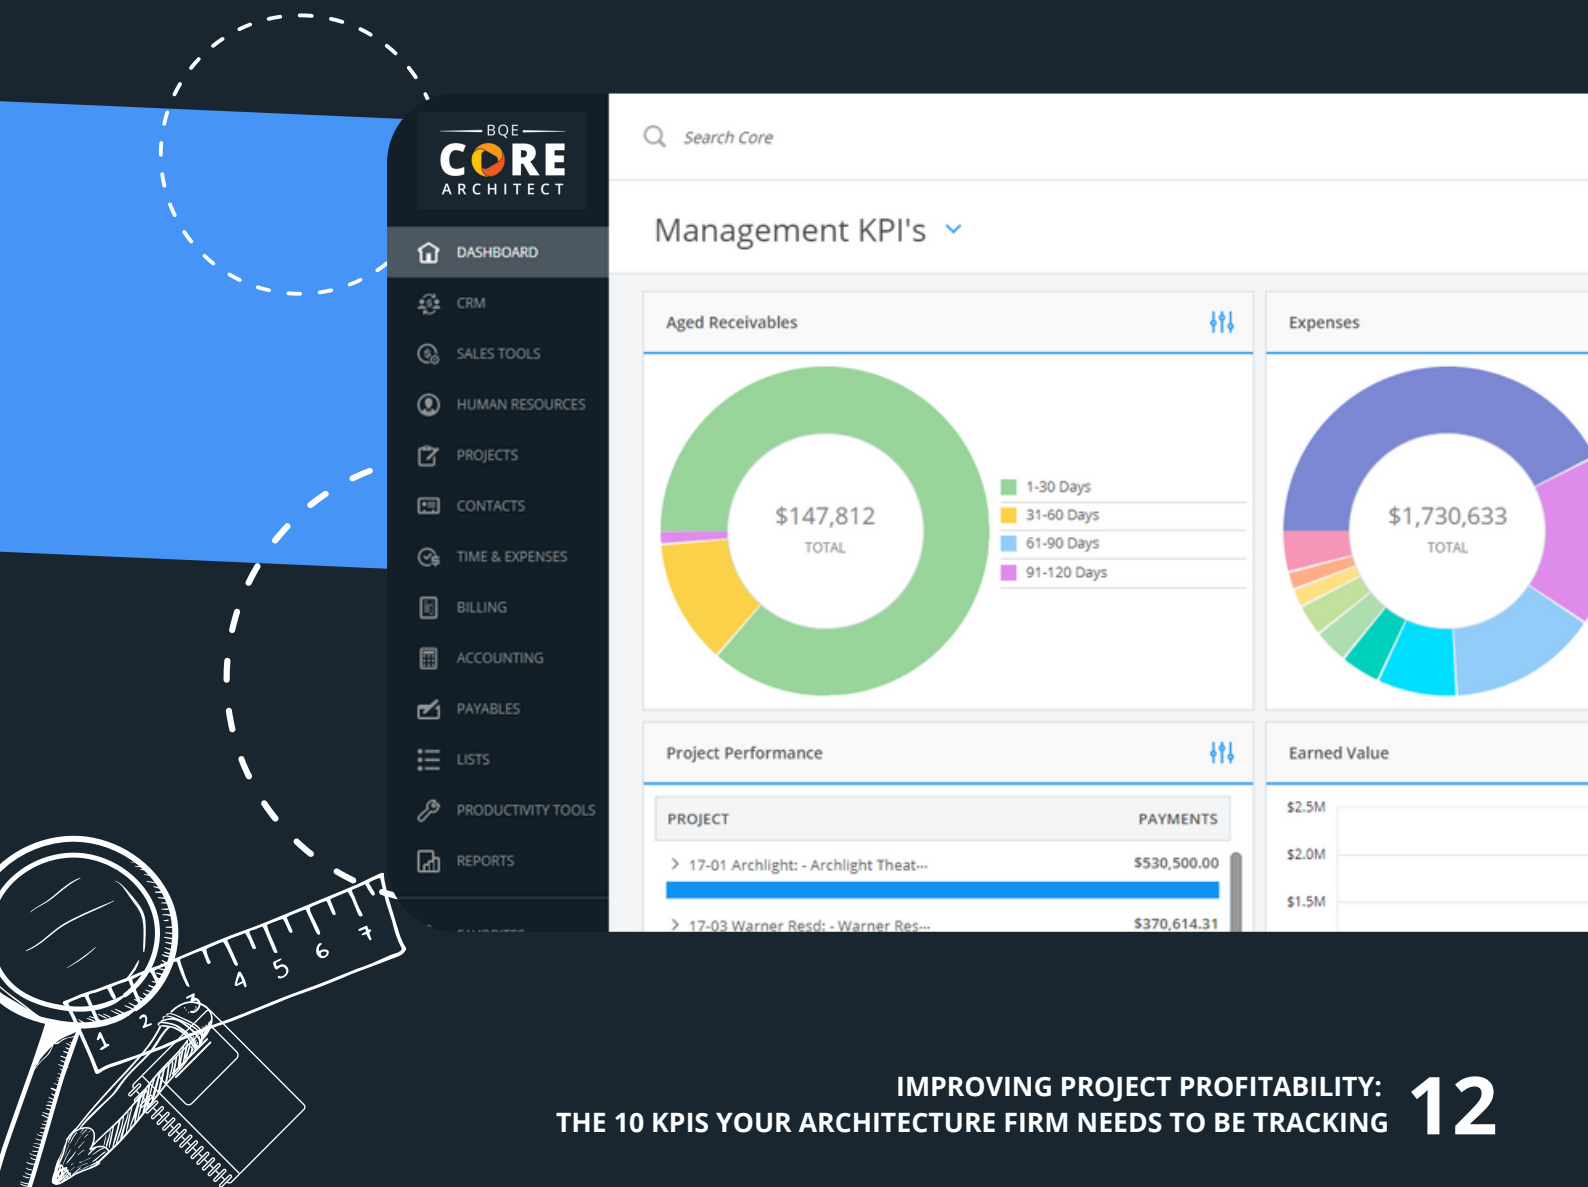 BQE
CORE
ARCHITECT
Search Core
Management KPI's
DASHBOARD
CRM
SALES TOOLS
HUMAN RESOURCES
PROJECTS
CONTACTS
TIME & EXPENSES
BILLING
ACCOUNTING
PAYABLES
LISTS
PRODUCTIVITY TOOLS
REPORTS
Aged Receivables
$147,812
TOTAL
1-30 Days
31-60 Days
61-90 Days
91-120 Days
Expenses
$1,730,633
TOTAL
Project Performance
PROJECT PAYMENTS
17-01 Archlight: - Archlight Theat... $530,500.00
17-03 Warner Resd: - Warner Res... $370,614.31
Earned Value
$2.5M
$2.0M
$1.5M
1 2 3 4 5 6 7
IMPROVING PROJECT PROFITABILITY:
THE 10 KPIS YOUR ARCHITECTURE FIRM NEEDS TO BE TRACKING
12